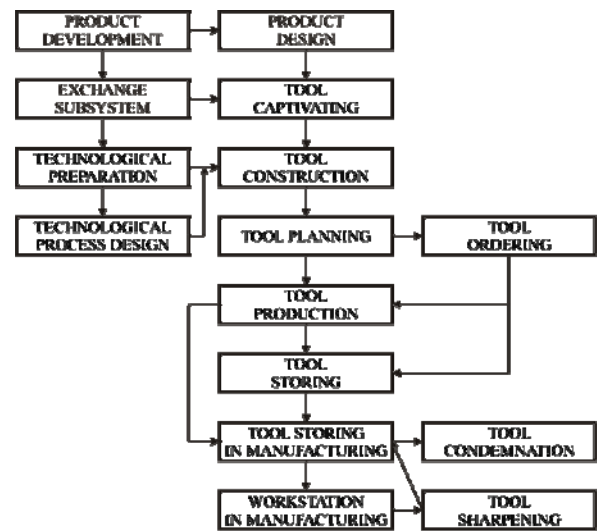 PRODUCT
DEVELOPMENT
PRODUCT
DESIGN
EXCHANGE
SUBSYSTEM
TOOL
CAPTIVATING
TECHNOLOGICAL
PREPARATION
TOOL
CONSTRUCTION
TECHNOLOGICAL
PROCESS DESIGN
TOOL PLANNING
TOOL
ORDERING
TOOL
PRODUCTION
TOOL
STORING
TOOL STORING
IN MANUFACTURING
TOOL
CONDEMNATION
WORKSTATION
IN MANUFACTURING
TOOL
SHARPENING